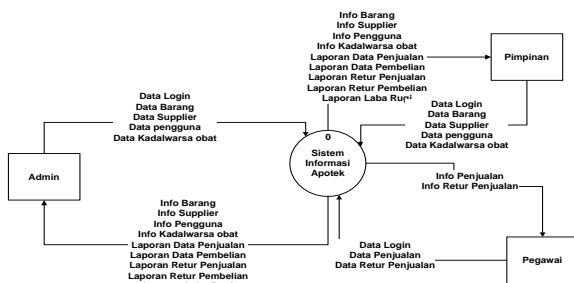 Info Barang
Info Supplier
Info Pengguna
Info Kadalwarsa obat
Laporan Data Penjualan
Laporan Data Pembelian
Laporan Retur Penjualan
Laporan Retur Pembelian
Laporan Laba Rugi
Pimpinan
Data Login
Data Barang
Data Supplier
Data pengguna
Data Kadalwarsa obat
Data Login
Data Barang
Data Supplier
Data pengguna
Data Kadalwarsa obat
0
Sistem
Informasi
Apotek
Admin
Info Penjualan
Info Retur Penjualan
Info Barang
Info Supplier
Info Pengguna
Info Kadalwarsa obat
Laporan Data Penjualan
Laporan Data Pembelian
Laporan Retur Penjualan
Laporan Retur Pembelian
Data Login
Data Penjualan
Data Retur Penjualan
Pegawai